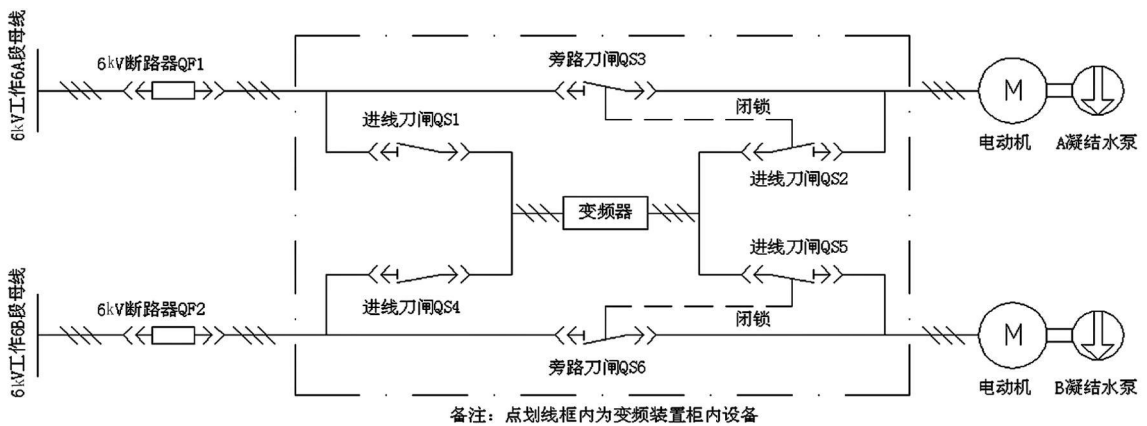 6kV工作6A段母线
6kV断路器QF1
旁路刀闸QS3
闭锁
进线刀闸QS1
进线刀闸QS2
M
电动机
A凝结水泵
变频器
6kV工作6B段母线
6kV断路器QF2
进线刀闸QS4
进线刀闸QS5
闭锁
旁路刀闸QS6
M
电动机
B凝结水泵
备注：点划线框内为变频装置柜内设备